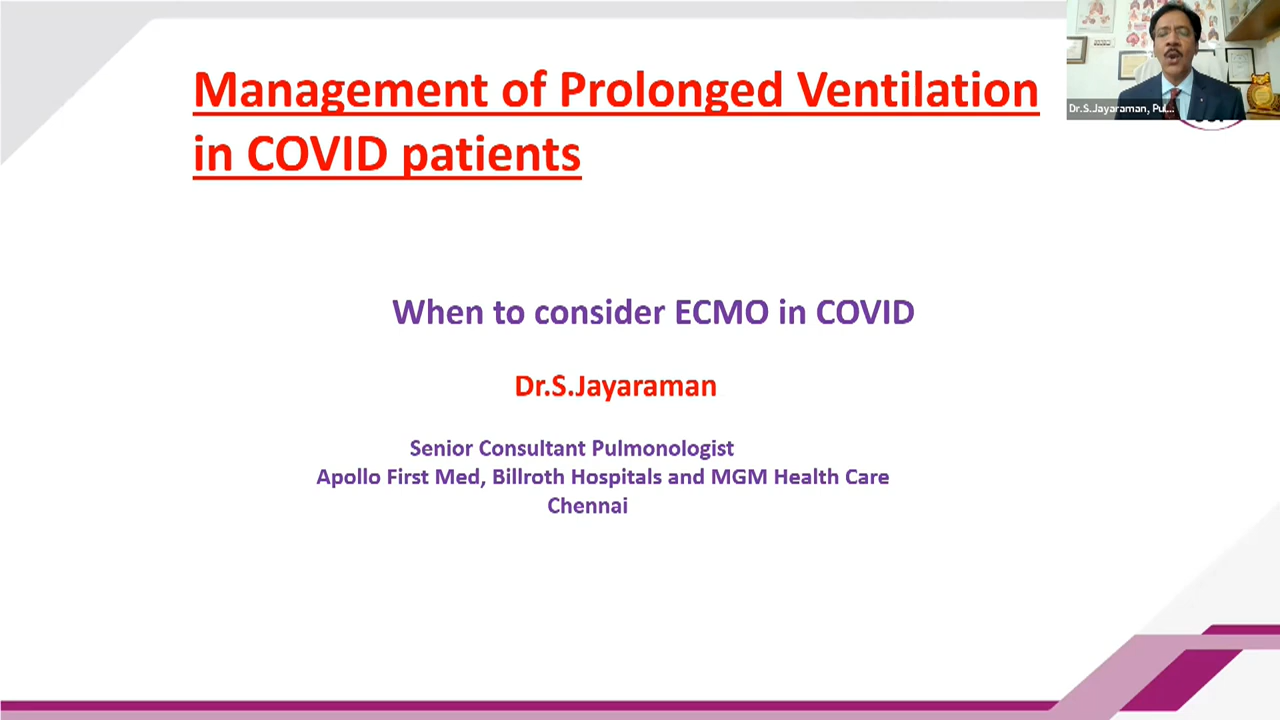 Management of Prolonged Ventilation
in COVID patients
Dr.S.Jayaraman, Pul...
When to consider ECMO in COVID
Dr.S.Jayaraman
Senior Consultant Pulmonologist
Apollo First Med, Billroth Hospitals and MGM Health Care
Chennai